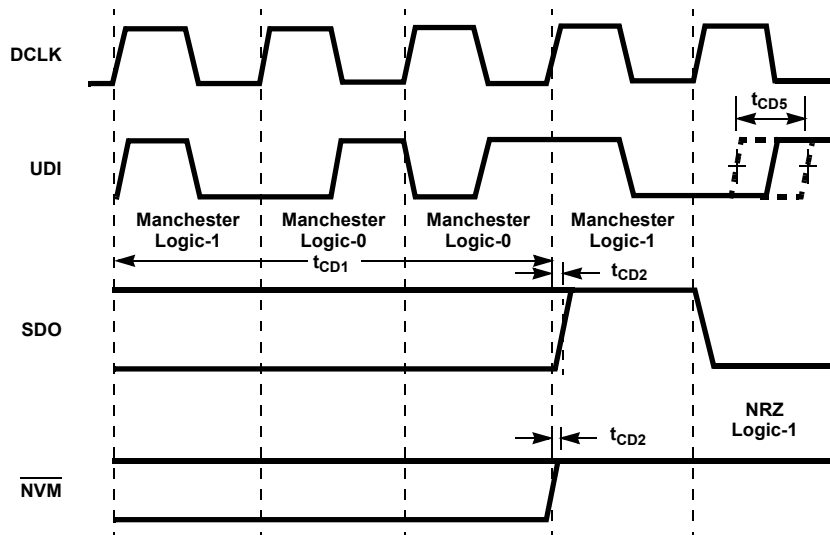 DCLK
tCD5
UDI
Manchester
Logic-1
Manchester
Logic-0
Manchester
Logic-0
Manchester
Logic-1
tCD1
tCD2
SDO
NRZ
Logic-1
tCD2
NVM